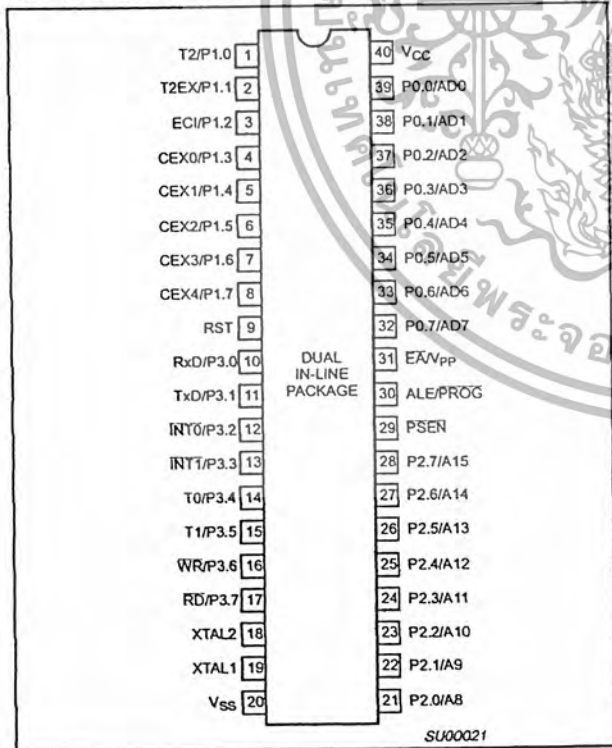 T2/P1.0 1
T2EX/P1.1 2
ECI/P1.2 3
CEX0/P1.3 4
CEX1/P1.4 5
CEX2/P1.5 6
CEX3/P1.6 7
CEX4/P1.7 8
RST 9
RxD/P3.0 10
TxD/P3.1 11
I̅N̅T̅0̅/P3.2 12
I̅N̅T̅1̅/P3.3 13
T0/P3.4 14
T1/P3.5 15
W̅R̅/P3.6 16
R̅D̅/P3.7 17
XTAL2 18
XTAL1 19
VSS 20
DUAL
IN-LINE
PACKAGE
40 VCC
39 P0.0/AD0
38 P0.1/AD1
37 P0.2/AD2
36 P0.3/AD3
35 P0.4/AD4
34 P0.5/AD5
33 P0.6/AD6
32 P0.7/AD7
31 E̅A̅/VPP
30 ALE/P̅R̅O̅G̅
29 P̅S̅E̅N̅
28 P2.7/A15
27 P2.6/A14
26 P2.5/A13
25 P2.4/A12
24 P2.3/A11
23 P2.2/A10
22 P2.1/A9
21 P2.0/A8
SU00021